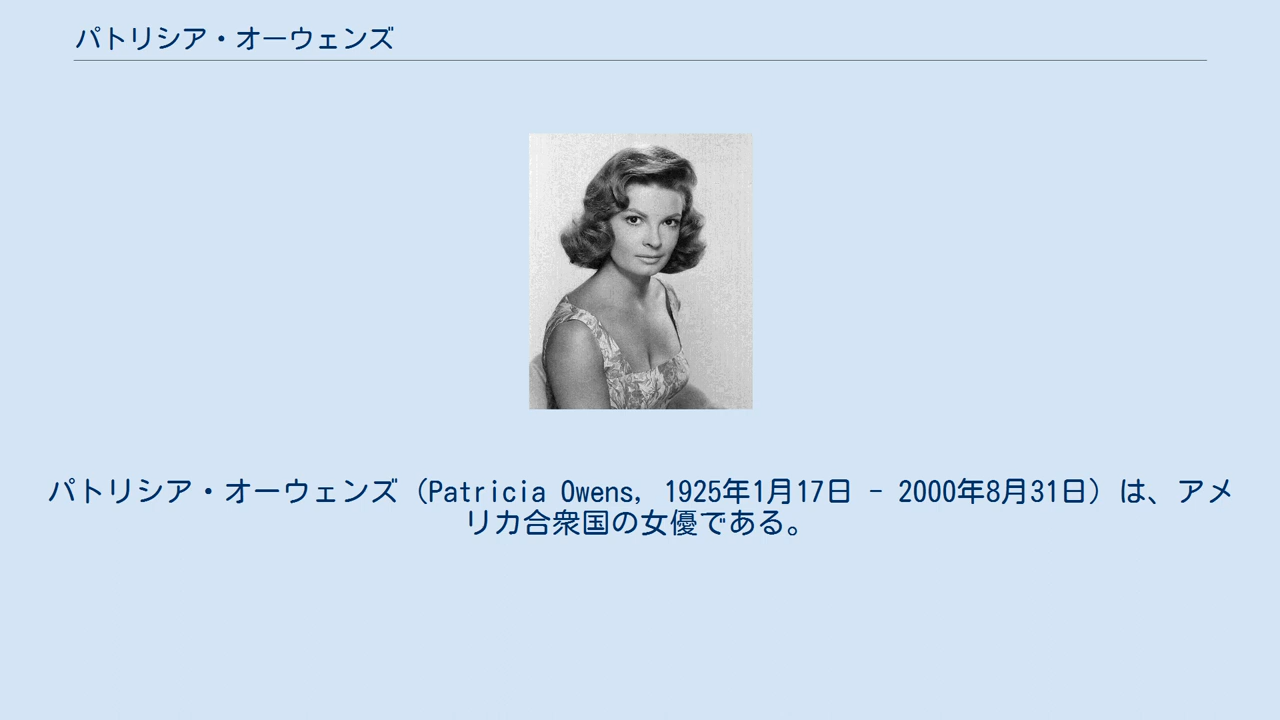 パトリシア・オーウェンズ
パトリシア・オーウェンズ（Patricia Owens, 1925年1月17日 - 2000年8月31日）は、アメ
リカ合衆国の女優である。